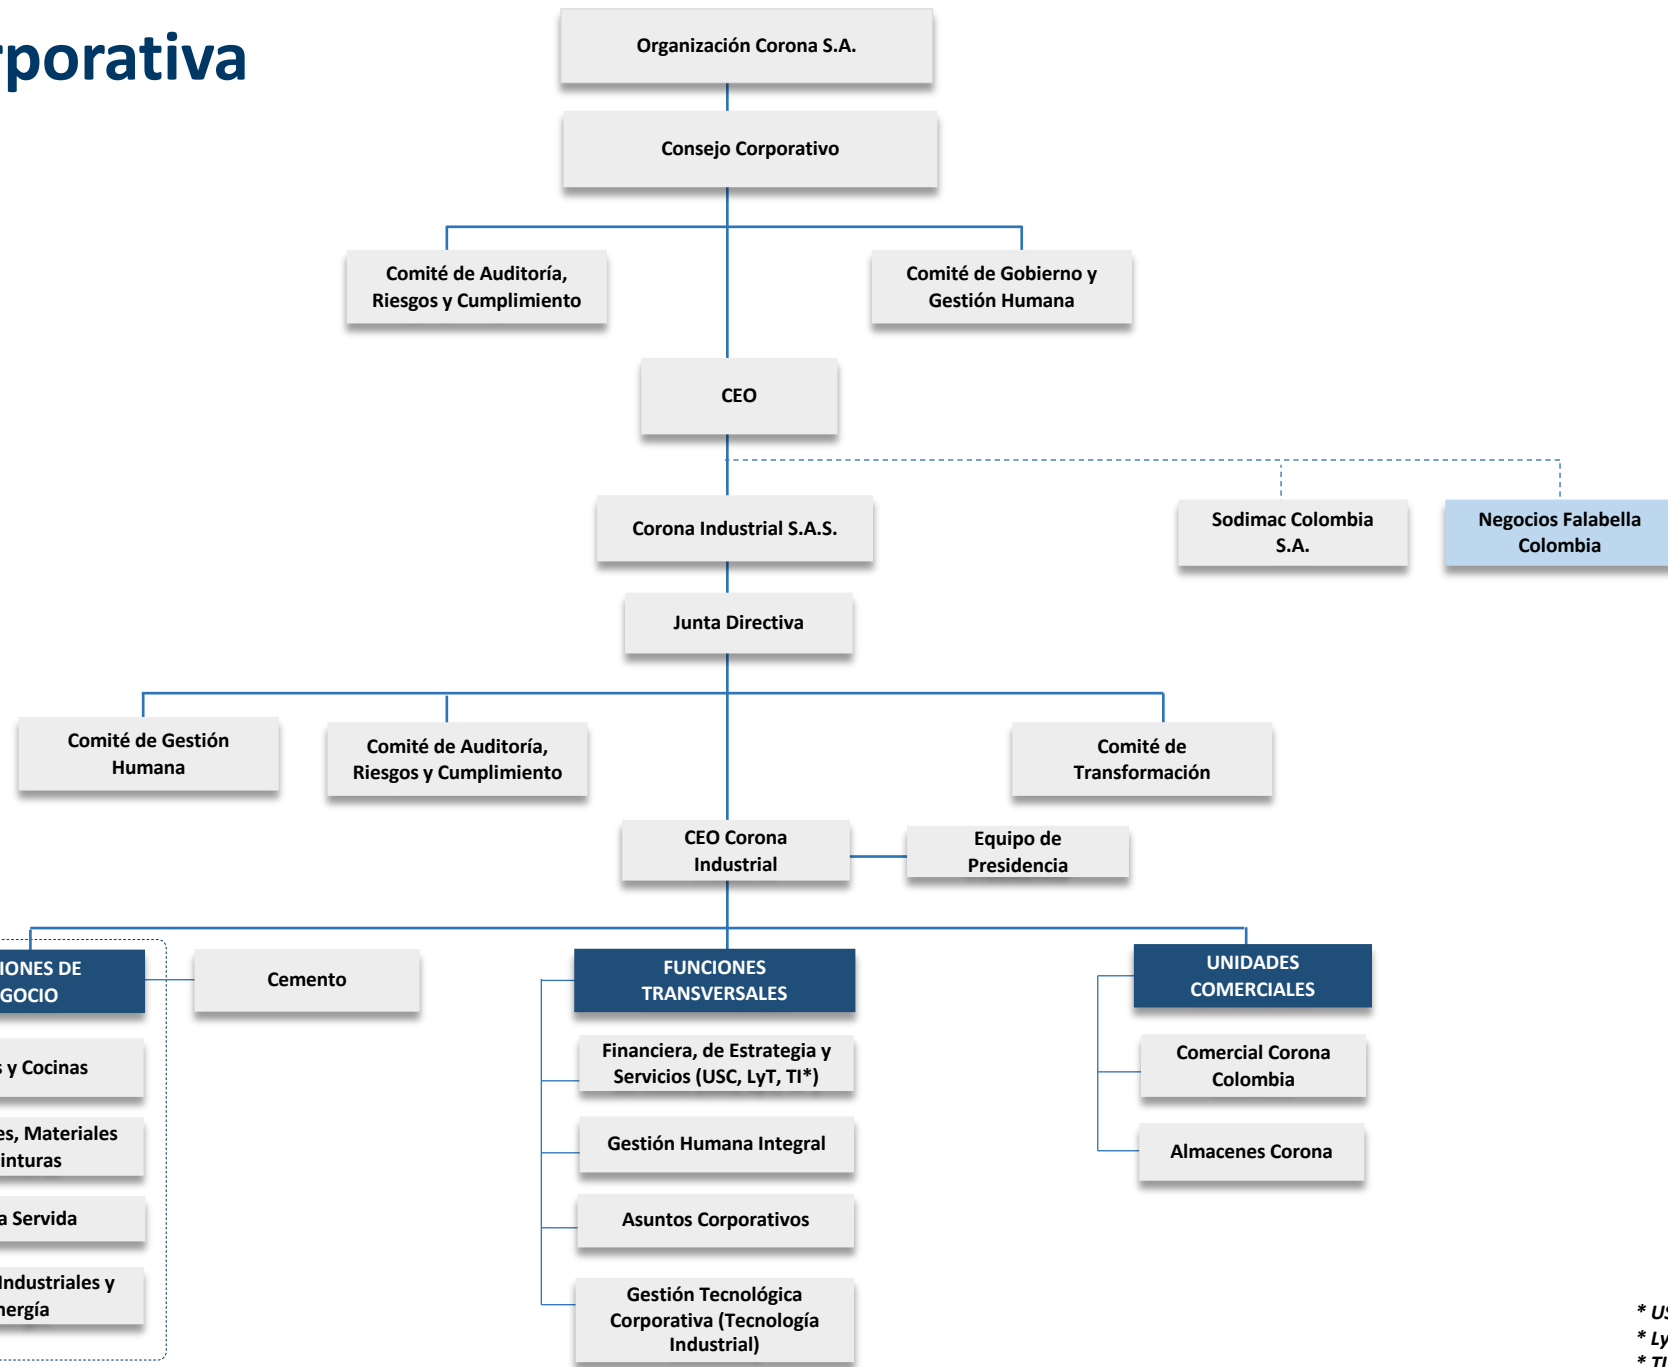 rporativa
Organización Corona S.A.
Consejo Corporativo
Comité de Auditoría,
Riesgos y Cumplimiento
Comité de Gobierno y
Gestión Humana
CEO
Corona Industrial S.A.S.
Sodimac Colombia
S.A.
Negocios Falabella
Colombia
Junta Directiva
Comité de Gestión
Humana
Comité de Auditoría,
Riesgos y Cumplimiento
Comité de
Transformación
CEO Corona
Industrial
Equipo de
Presidencia
IONES DE
GOCIO
Cemento
s y Cocinas
es, Materiales
inturas
a Servida
Industriales y
nergía
FUNCIONES
TRANSVERSALES
Financiera, de Estrategia y
Servicios (USC, LyT, TI*)
Gestión Humana Integral
Asuntos Corporativos
Gestión Tecnológica
Corporativa (Tecnología
Industrial)
UNIDADES
COMERCIALES
Comercial Corona
Colombia
Almacenes Corona
* US
* Ly
* TI